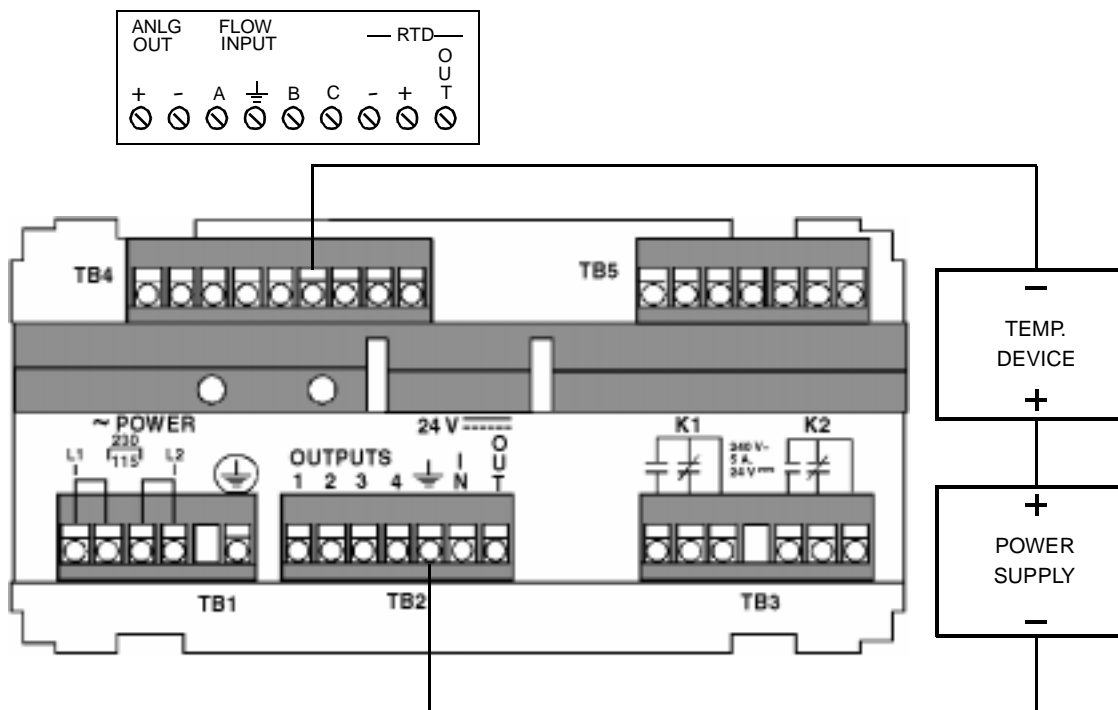 ANLG FLOW
OUT INPUT — RTD —
O
U
+ - A B C - + T
TB4
TB5
-
TEMP.
DEVICE
+
~ POWER
230
115
L1 L2
24 V
OUTPUTS
1 2 3 4
I
N
O
U
T
K1 K2
240 V~
5 A.
24 V
+
POWER
SUPPLY
-
TB1 TB2 TB3